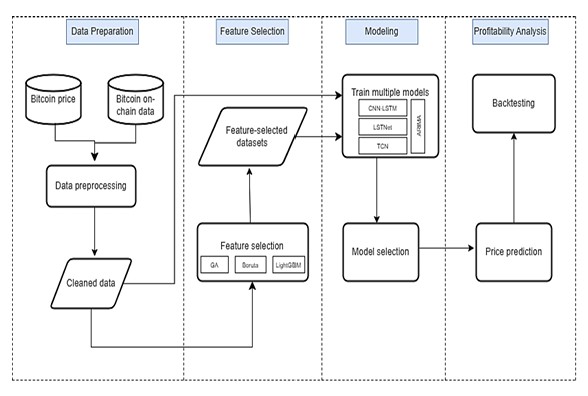 Data Preparation
Feature Selection
Modeling
Profitability Analysis
Bitcoin price
Bitcoin on-
chain data
Data preprocessing
Cleaned data
Feature-selected
datasets
Feature selection
GA
Boruta
LightGBM
Train multiple models
CNN-LSTM
LSTNet
TCN
ARIMA
Model selection
Backtesting
Price prediction